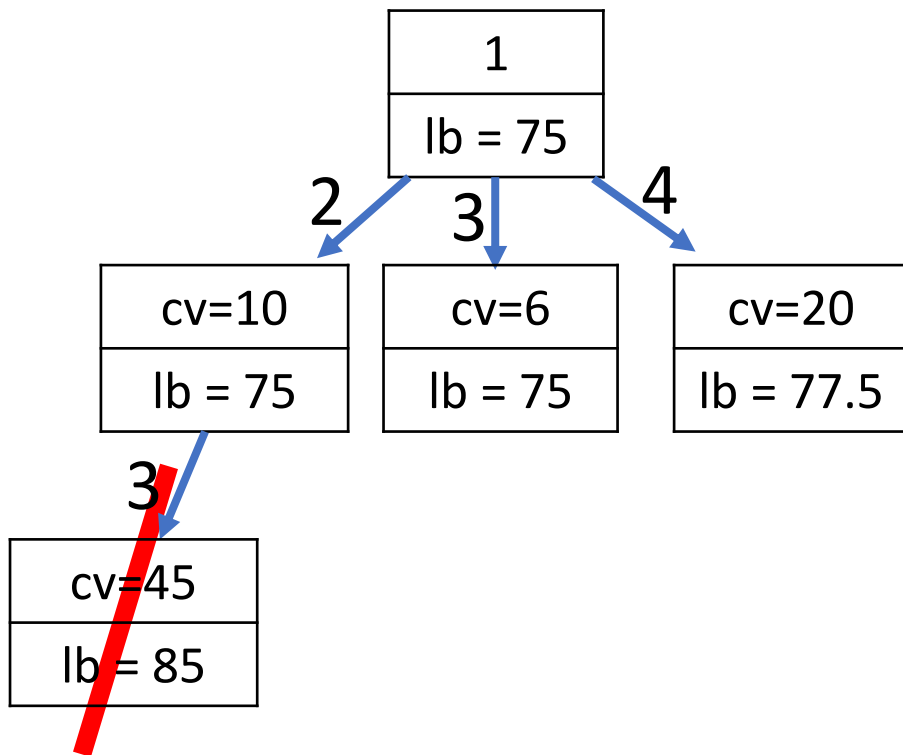 1
lb = 75
2
3
4
cv=10
cv=6
cv=20
lb = 75
lb = 75
lb = 77.5
3
cv=45
lb = 85